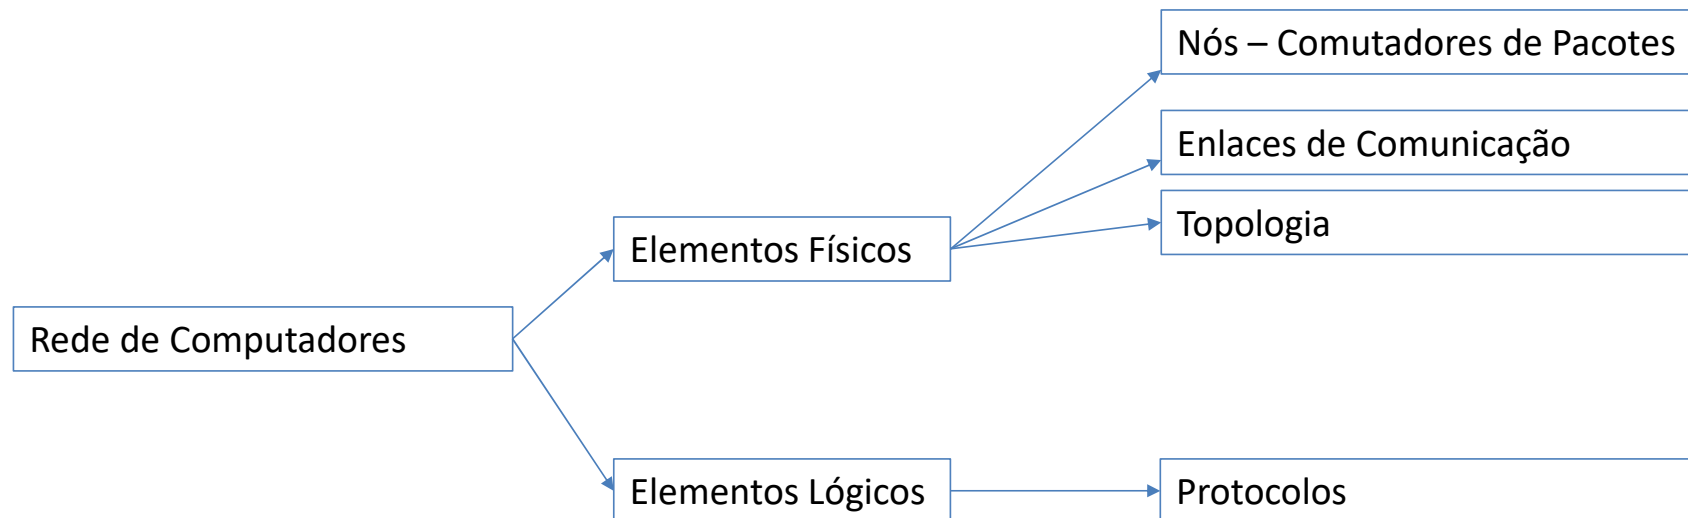 Nós – Comutadores de Pacotes
Enlaces de Comunicação
Topologia
Elementos Físicos
Rede de Computadores
Elementos Lógicos
Protocolos